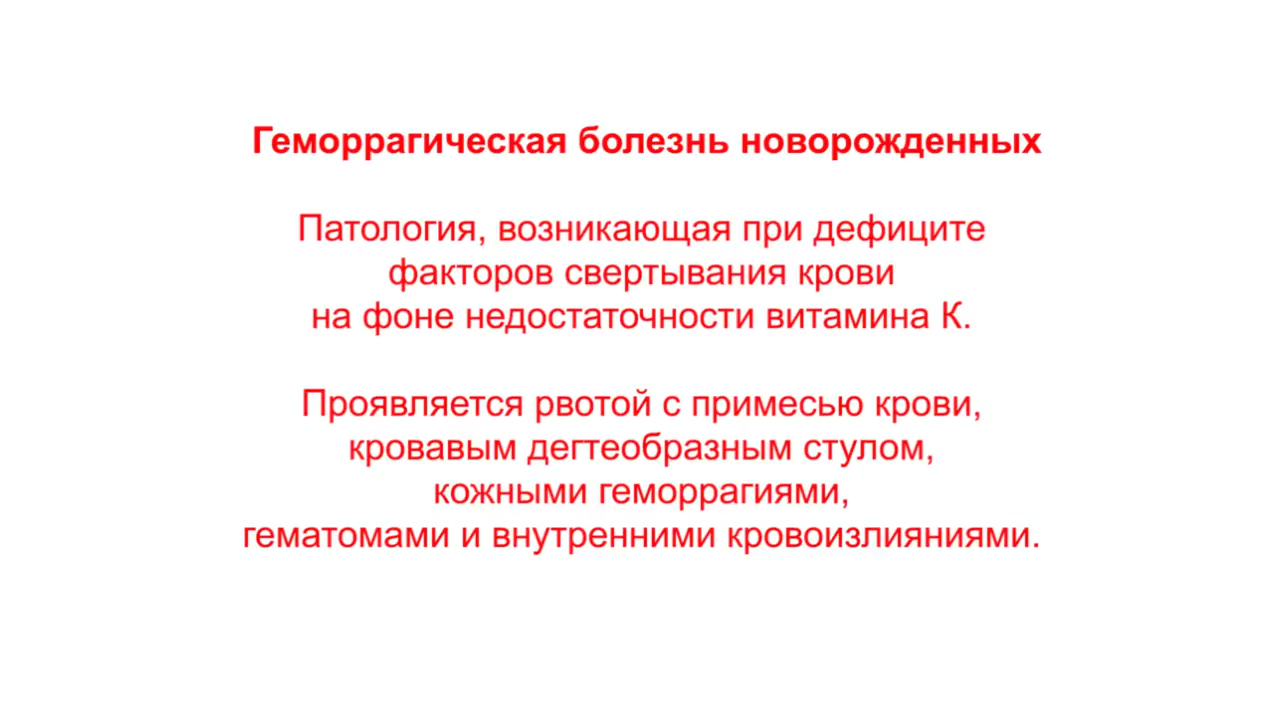 Геморрагическая болезнь новорожденных
Патология, возникающая при дефиците
факторов свертывания крови
на фоне недостаточности витамина К.
Проявляется рвотой с примесью крови,
кровавым дегтеобразным стулом,
кожными геморрагиями,
гематомами и внутренними кровоизлияниями.